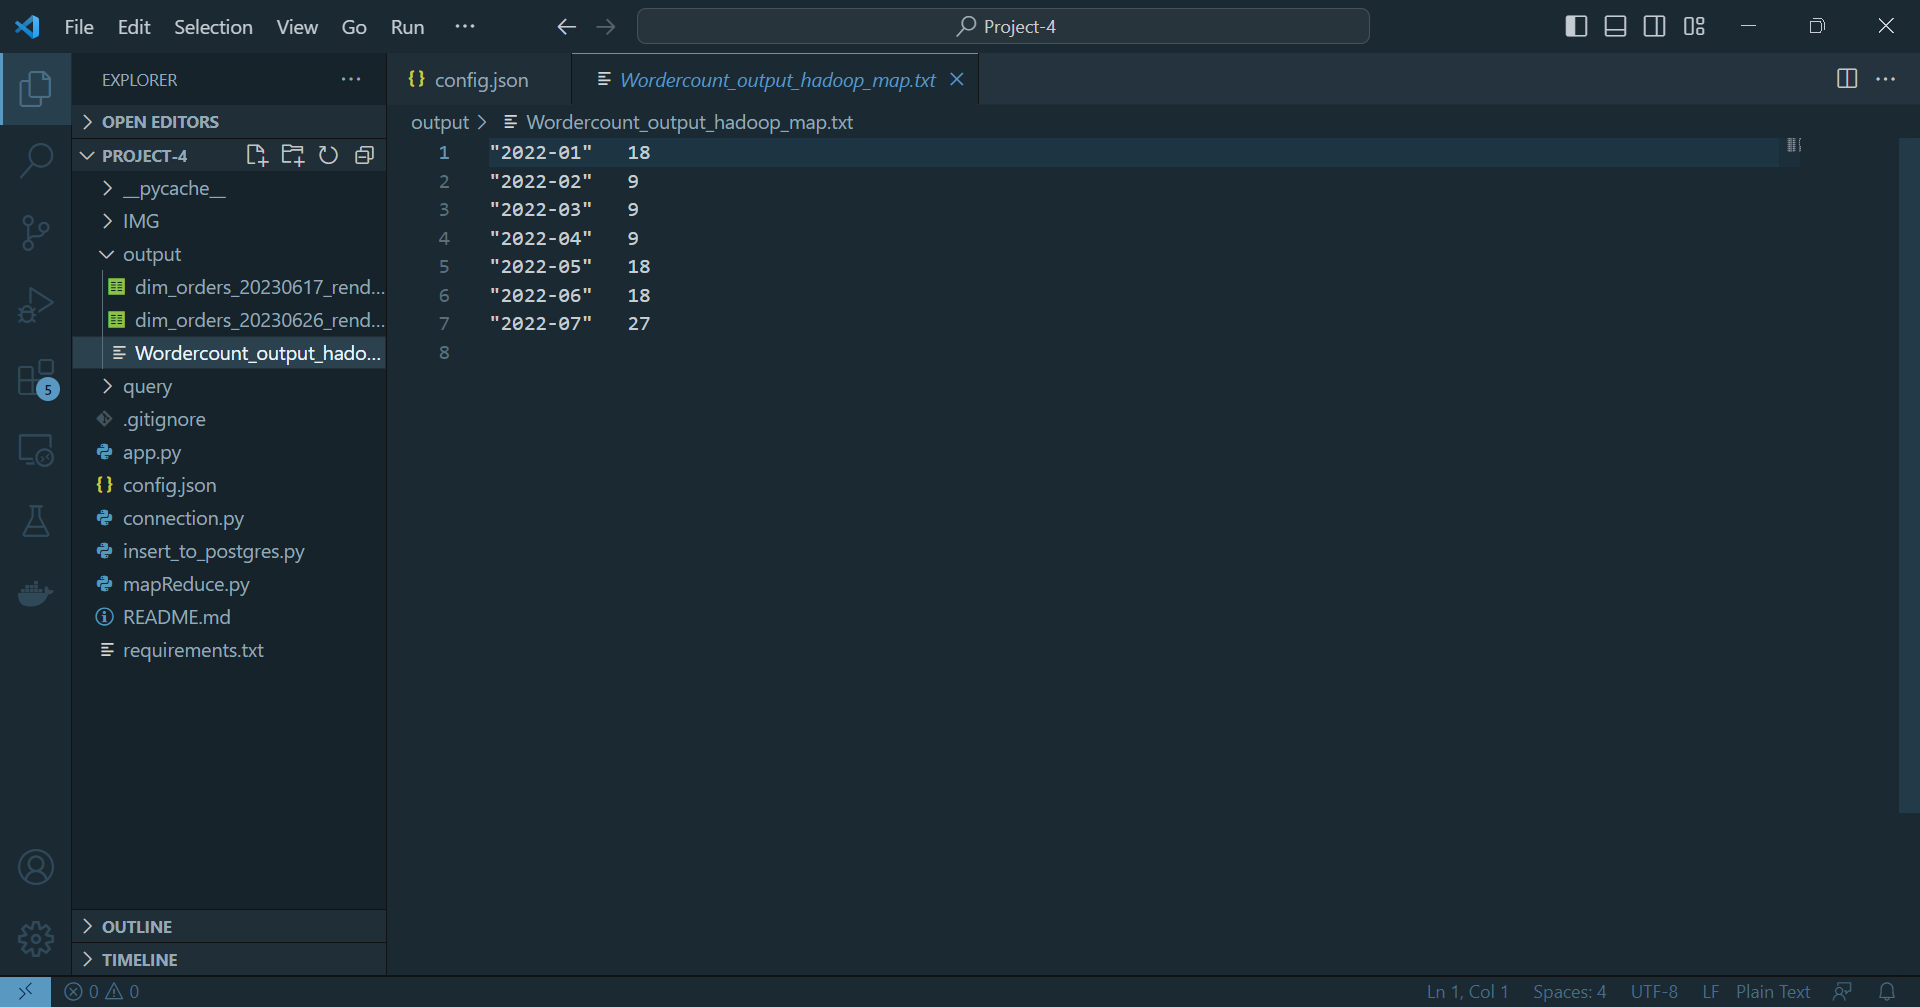 File Edit Selection View Go Run ···
Project-4
EXPLORER ···
OPEN EDITORS
PROJECT-4
__pycache__
IMG
output
dim_orders_20230617_rend...
dim_orders_20230626_rend...
Wordercount_output_hado...
query
.gitignore
app.py
config.json
connection.py
insert_to_postgres.py
mapReduce.py
README.md
requirements.txt
OUTLINE
TIMELINE
5
{} config.json
Wordercount_output_hadoop_map.txt
output > Wordercount_output_hadoop_map.txt
1 "2022-01" 18
2 "2022-02" 9
3 "2022-03" 9
4 "2022-04" 9
5 "2022-05" 18
6 "2022-06" 18
7 "2022-07" 27
8
0 0
Ln 1, Col 1 Spaces: 4 UTF-8 LF Plain Text